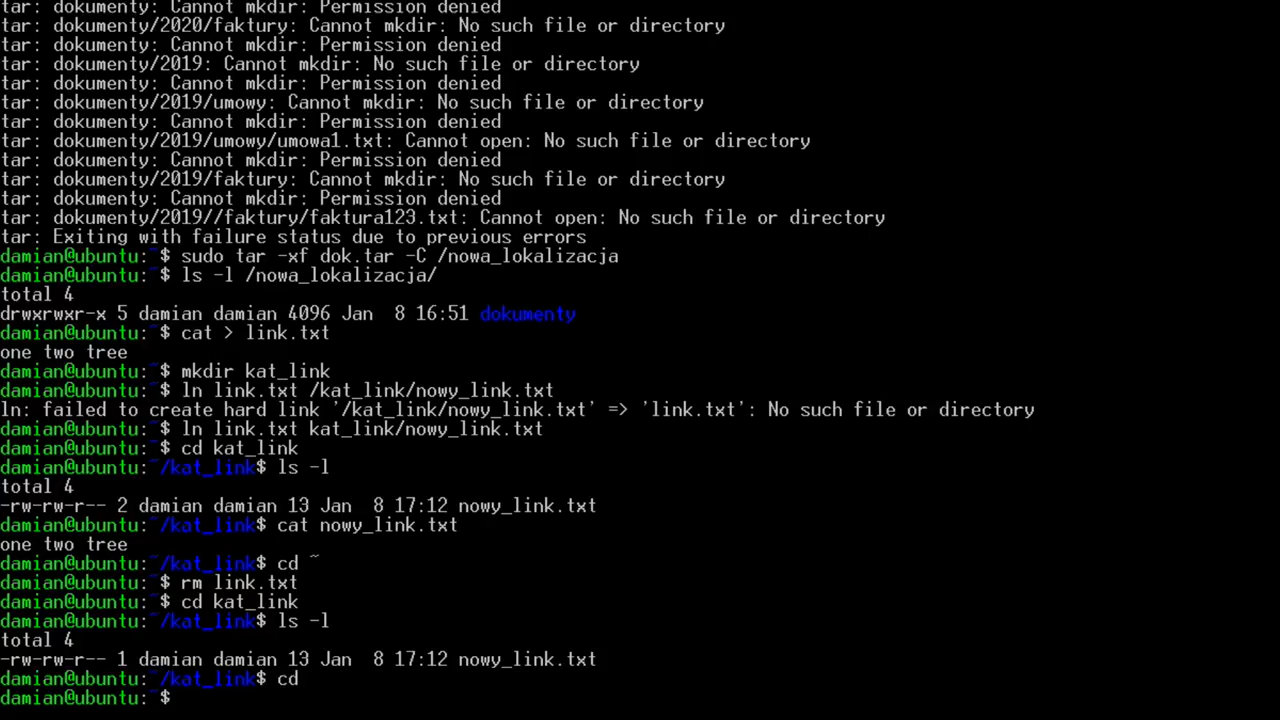 tar: dokumenty: Cannot mkdir: Permission denied
tar: dokumenty/2020/faktury: Cannot mkdir: No such file or directory
tar: dokumenty: Cannot mkdir: Permission denied
tar: dokumenty/2019: Cannot mkdir: No such file or directory
tar: dokumenty: Cannot mkdir: Permission denied
tar: dokumenty/2019/umowy: Cannot mkdir: No such file or directory
tar: dokumenty: Cannot mkdir: Permission denied
tar: dokumenty/2019/umowy/umowa1.txt: Cannot open: No such file or directory
tar: dokumenty: Cannot mkdir: Permission denied
tar: dokumenty/2019/faktury: Cannot mkdir: No such file or directory
tar: dokumenty: Cannot mkdir: Permission denied
tar: dokumenty/2019//faktury/faktura123.txt: Cannot open: No such file or directory
tar: Exiting with failure status due to previous errors
damian@ubuntu:~$ sudo tar -xf dok.tar -C /nowa_lokalizacja
damian@ubuntu:~$ ls -l /nowa_lokalizacja/
total 4
drwxrwxr-x 5 damian damian 4096 Jan  8 16:51 dokumenty
damian@ubuntu:~$ cat > link.txt
one two tree
damian@ubuntu:~$ mkdir kat_link
damian@ubuntu:~$ ln link.txt /kat_link/nowy_link.txt
ln: failed to create hard link '/kat_link/nowy_link.txt' => 'link.txt': No such file or directory
damian@ubuntu:~$ ln link.txt kat_link/nowy_link.txt
damian@ubuntu:~$ cd kat_link
damian@ubuntu:~/kat_link$ ls -l
total 4
-rw-rw-r-- 2 damian damian 13 Jan  8 17:12 nowy_link.txt
damian@ubuntu:~/kat_link$ cat nowy_link.txt
one two tree
damian@ubuntu:~/kat_link$ cd ~
damian@ubuntu:~$ rm link.txt
damian@ubuntu:~$ cd kat_link
damian@ubuntu:~/kat_link$ ls -l
total 4
-rw-rw-r-- 1 damian damian 13 Jan  8 17:12 nowy_link.txt
damian@ubuntu:~/kat_link$ cd
damian@ubuntu:~$